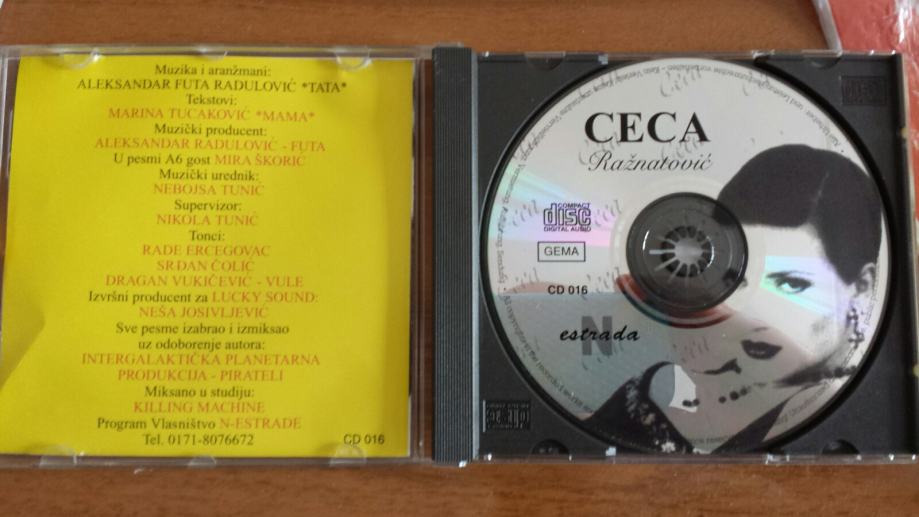 Muzika i aranžmani:
ALEKSANDAR FUTA RADULOVIĆ *TATA*
Tekstovi:
MARINA TUCAKOVIĆ *MAMA*
Muzički producent:
ALEKSANDAR RADULOVIĆ - FUTA
U pesmi A6 gost MIRA ŠKORIĆ
Muzički urednik:
NEBOJSA TUNIĆ
Supervizor:
NIKOLA TUNIĆ
Tonci:
RADE ERCEGOVAC
SRĐAN ČOLIĆ
DRAGAN VUKIČEVIĆ - VULE
Izvršni producent za LUCKY SOUND:
NEŠA JOSIVLJEVIĆ
Sve pesme izabrao i izmiksao
uz odoborenje autora:
INTERGALAKTIČKA PLANETARNA
PRODUKCIJA - PIRATELI
Miksano u studiju:
KILLING MACHINE
Program Vlasništvo N-ESTRADE
Tel. 0171-8076672
CD 016
CECA
Ražnatović
COMPACT
disc
DIGITAL AUDIO
GEMA
CD 016
N
estrada